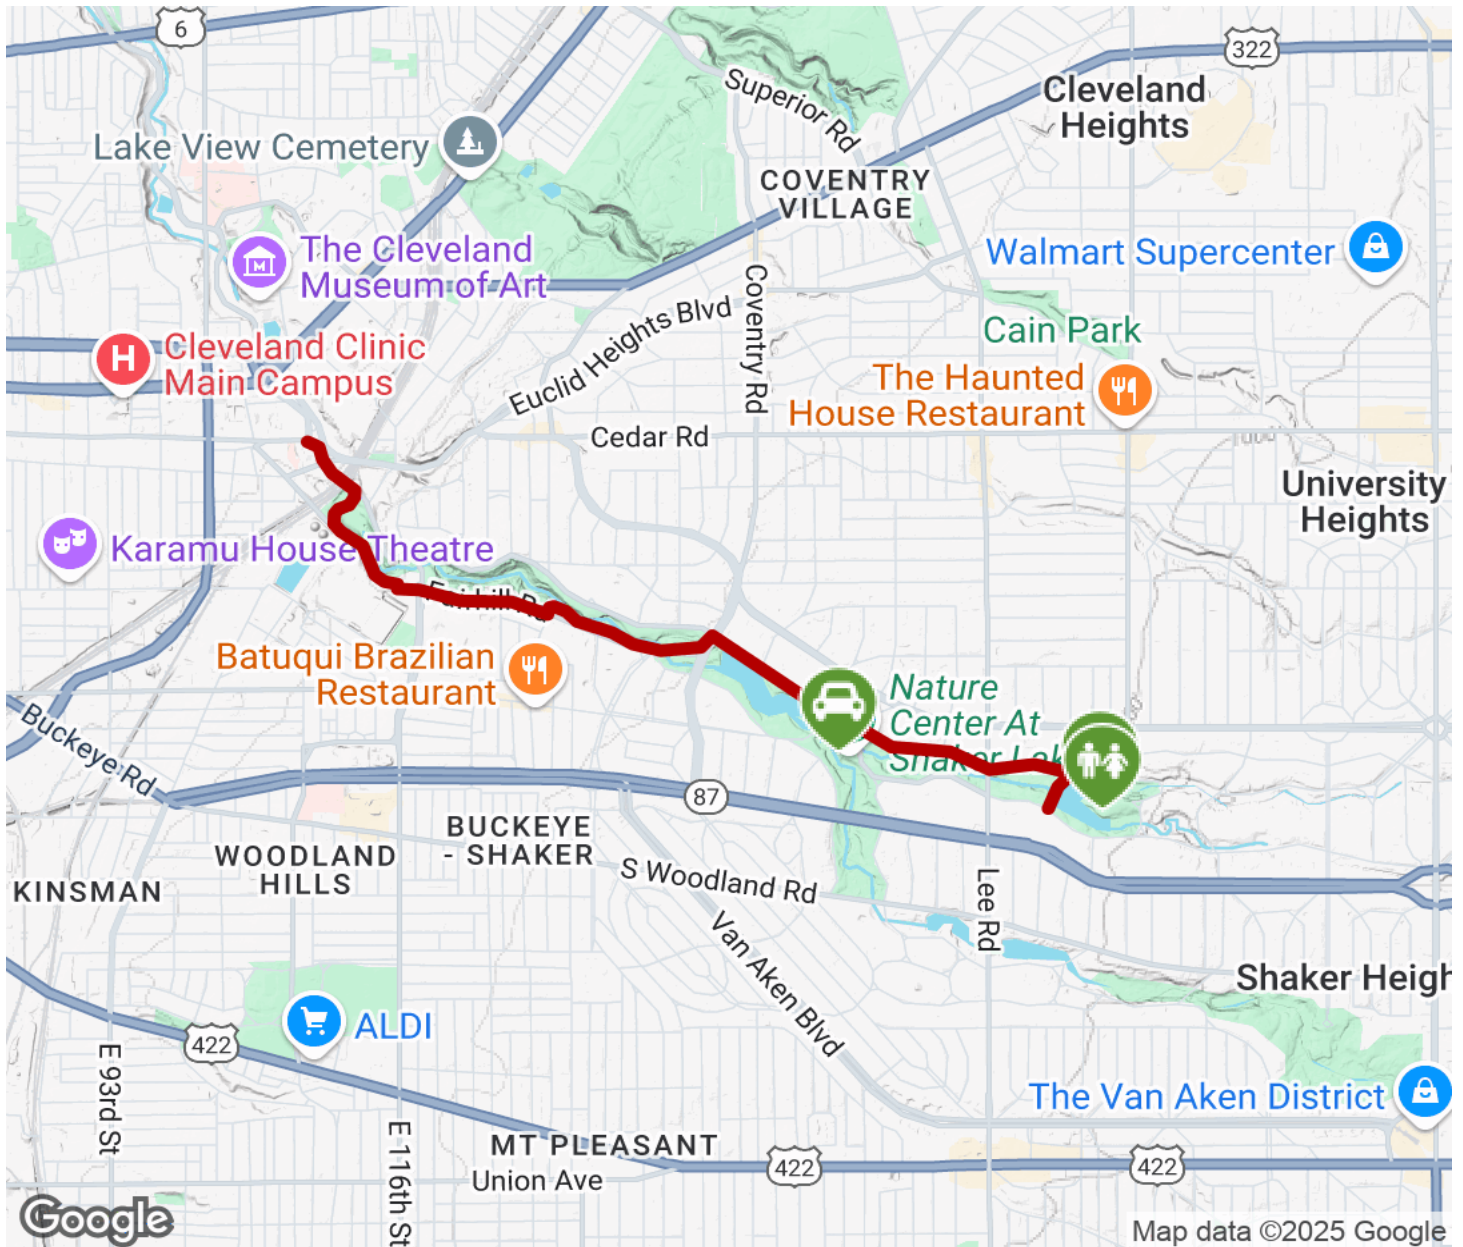 6
322
Cleveland
Heights
Superior Rd
Lake View Cemetery
COVENTRY
VILLAGE
The Cleveland
Museum of Art
Walmart Supercenter
Coventry Rd
Euclid Heights Blvd
Cain Park
H
Cleveland Clinic
Main Campus
The Haunted
House Restaurant
Cedar Rd
University
Heights
Karamu House Theatre
Fairhill Rd
Batuqui Brazilian
Restaurant
Nature
Center At
Shaker Lak
Buckeye Rd
87
BUCKEYE
- SHAKER
WOODLAND
HILLS
KINSMAN
S Woodland Rd
Lee Rd
Van Aken Blvd
Shaker Heigh
ALDI
422
E 93rd St
The Van Aken District
E 116th St
MT PLEASANT
Union Ave
422
422
Google
Map data ©2025 Google